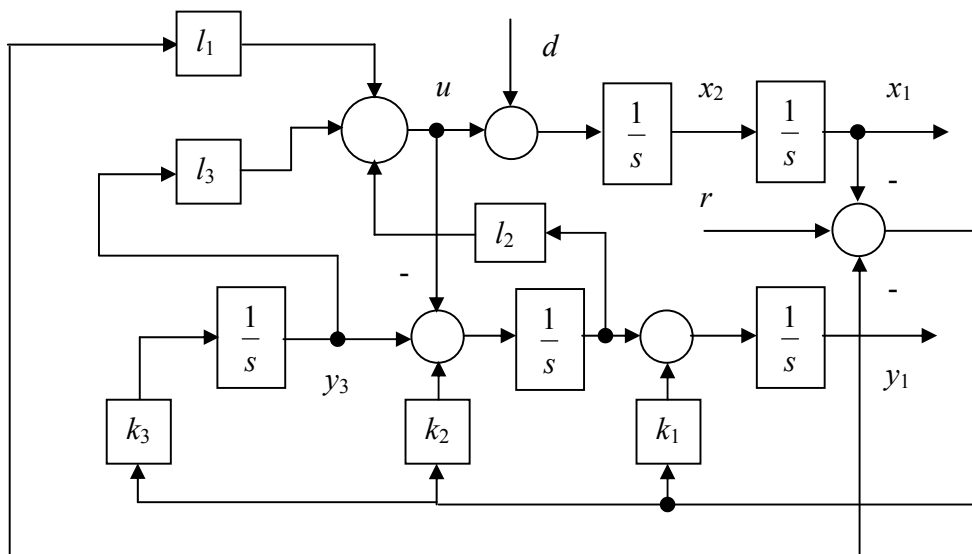 l₁
d
u
x₂
x₁
1/s
1/s
l₃
-
r
l₂
-
-
1/s
1/s
1/s
y₃
y₁
k₃
k₂
k₁